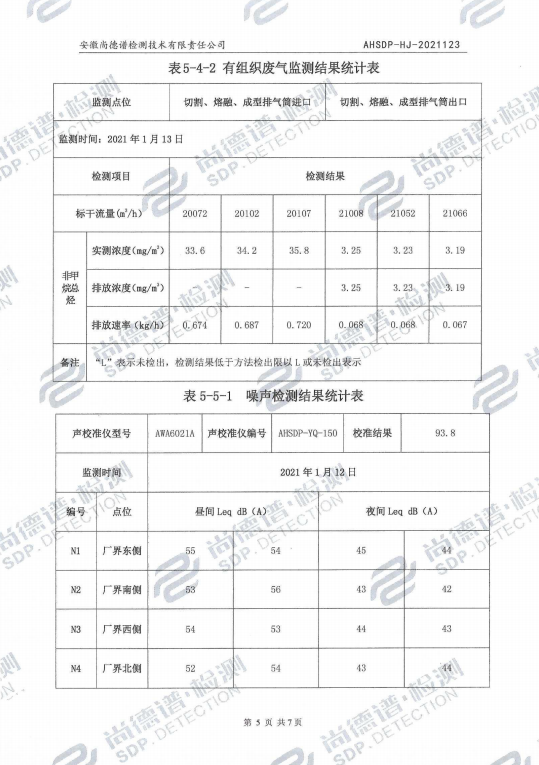 安徽尚德谱检测技术有限责任公司 AHSDP-HJ-2021123
表5-4-2 有组织废气监测结果统计表
监测点位 切割、熔融、成型排气筒进口 切割、熔融、成型排气筒出口
监测时间：2021年1月13日
检测项目 检测结果
标干流量(m³/h) 20072 20102 20107 21008 21052 21066
非甲烷总烃 实测浓度(mg/m³) 33.6 34.2 35.8 3.25 3.23 3.19
排放浓度(mg/m³) - - - 3.25 3.23 3.19
排放速率(kg/h) 0.674 0.687 0.720 0.068 0.068 0.067
备注 “L”表示未检出，检测结果低于方法检出限以L或未检出表示
表5-5-1 噪声检测结果统计表
声校准仪型号 AWA6021A 声校准仪编号 AHSDP-YQ-150 校准结果 93.8
监测时间 2021年1月12日
编号 点位 昼间Leq dB（A） 夜间Leq dB（A）
N1 厂界东侧 55 54 45 44
N2 厂界南侧 53 56 43 42
N3 厂界西侧 54 53 44 43
N4 厂界北侧 52 54 43 44
第 5 页 共7页
尚德谱·检测
SDP.DETECTION